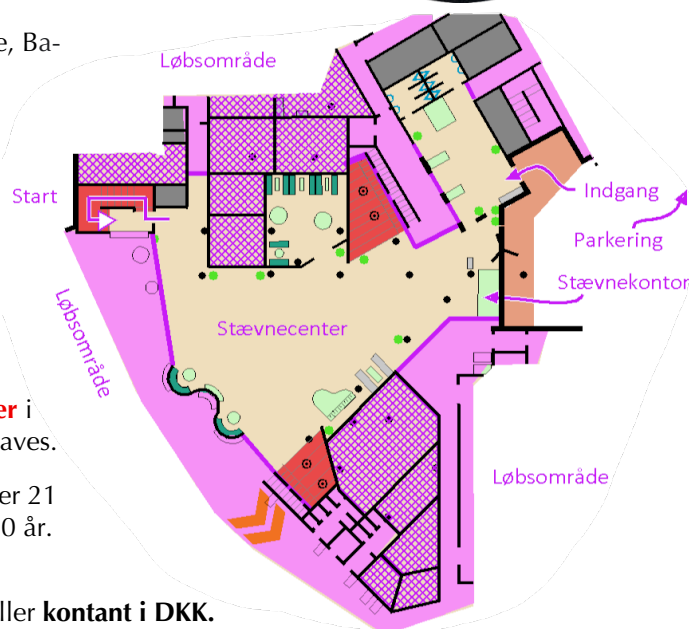 e, Ba-
Løbsområde
Start
Indgang
Parkering
Stævnekontor
Løbsområde
Stævnecenter
er i
aves.
Løbsområde
er 21
0 år.
ller kontant i DKK.